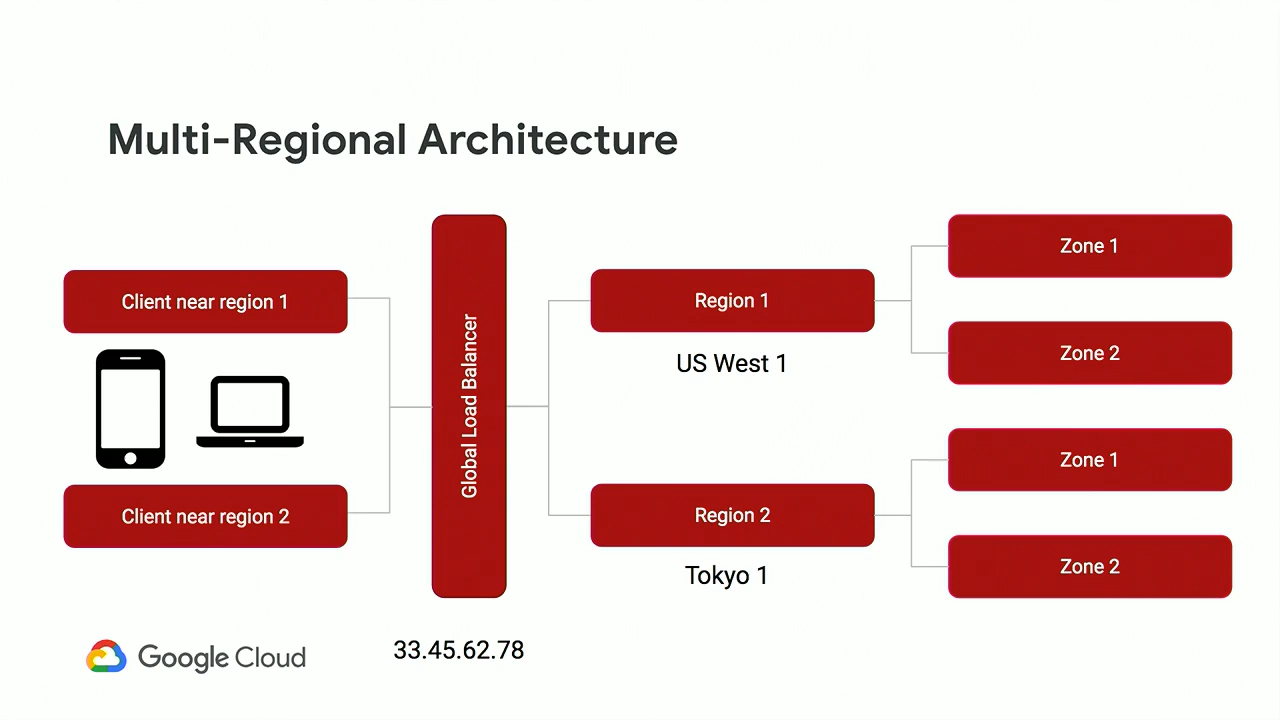 Multi-Regional Architecture
Client near region 1
Client near region 2
Global Load Balancer
33.45.62.78
Region 1
US West 1
Region 2
Tokyo 1
Zone 1
Zone 2
Zone 1
Zone 2
Google Cloud